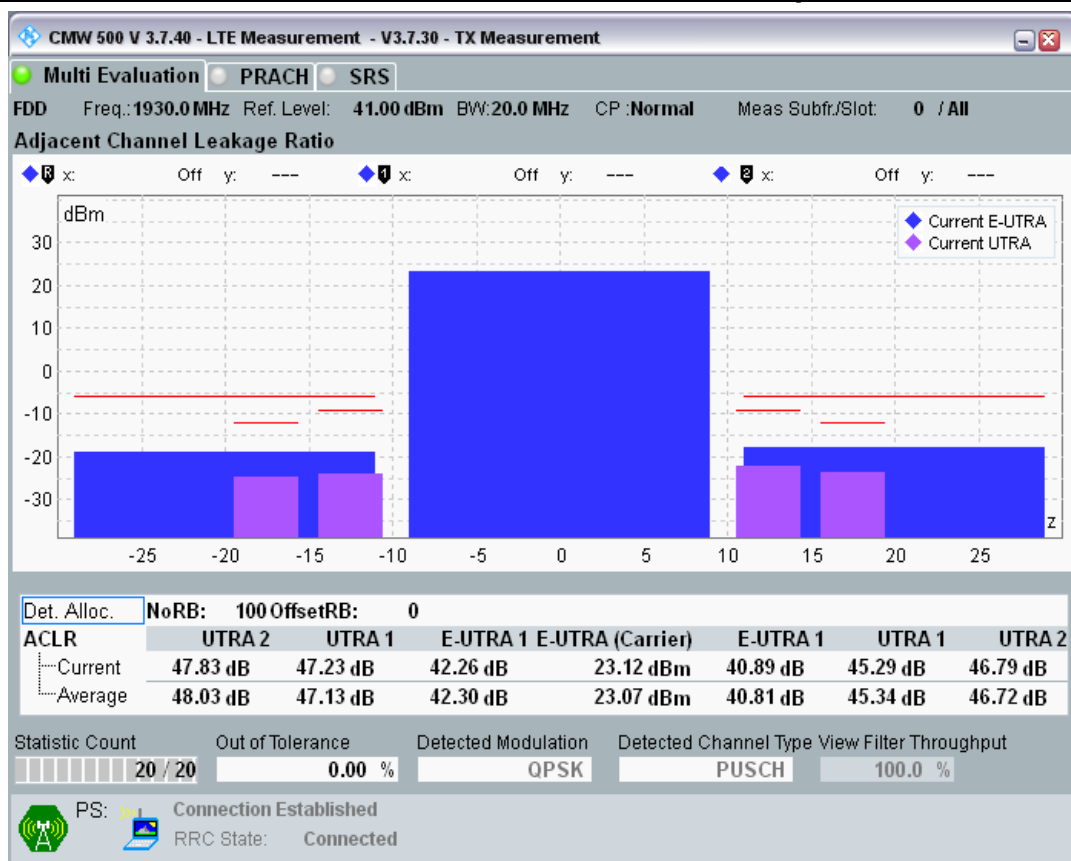 CMW 500 V 3.7.40 - LTE Measurement - V3.7.30 - TX Measurement
Multi Evaluation PRACH SRS
FDD Freq.: 1930.0 MHz Ref. Level: 41.00 dBm BW: 20.0 MHz CP : Normal Meas Subfr./Slot: 0 / All
Adjacent Channel Leakage Ratio
R x: Off y: --- 1 x: Off y: --- 2 x: Off y: ---
dBm
Current E-UTRA
Current UTRA
30
20
10
0
-10
-20
-30
z
-25 -20 -15 -10 -5 0 5 10 15 20 25
Det. Alloc. NoRB: 100 OffsetRB: 0
ACLR UTRA 2 UTRA 1 E-UTRA 1 E-UTRA (Carrier) E-UTRA 1 UTRA 1 UTRA 2
Current 47.83 dB 47.23 dB 42.26 dB 23.12 dBm 40.89 dB 45.29 dB 46.79 dB
Average 48.03 dB 47.13 dB 42.30 dB 23.07 dBm 40.81 dB 45.34 dB 46.72 dB
Statistic Count Out of Tolerance Detected Modulation Detected Channel Type View Filter Throughput
20 / 20 0.00 % QPSK PUSCH 100.0 %
PS: Connection Established
RRC State: Connected